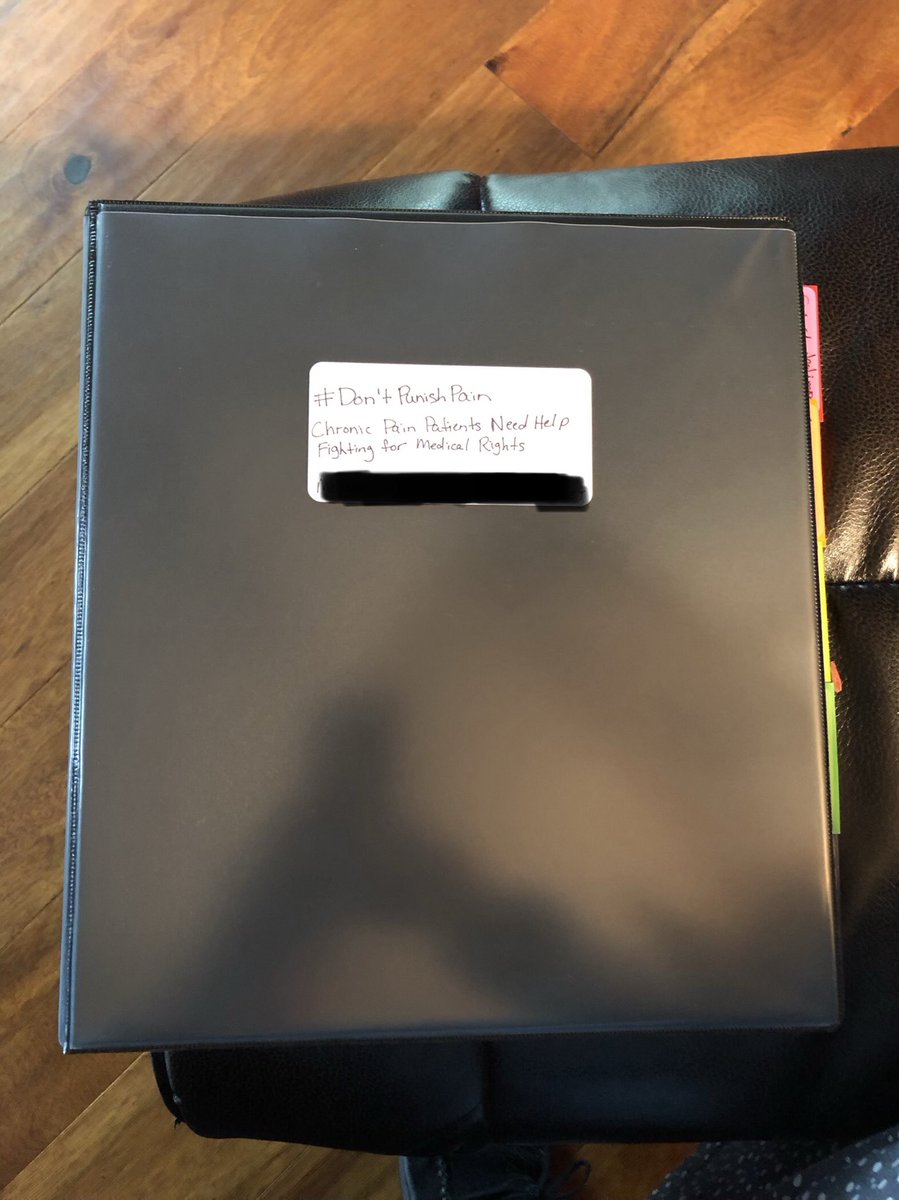 #Don't Punish Pain
Chronic Pain Patients Need Help
Fighting for Medical Rights